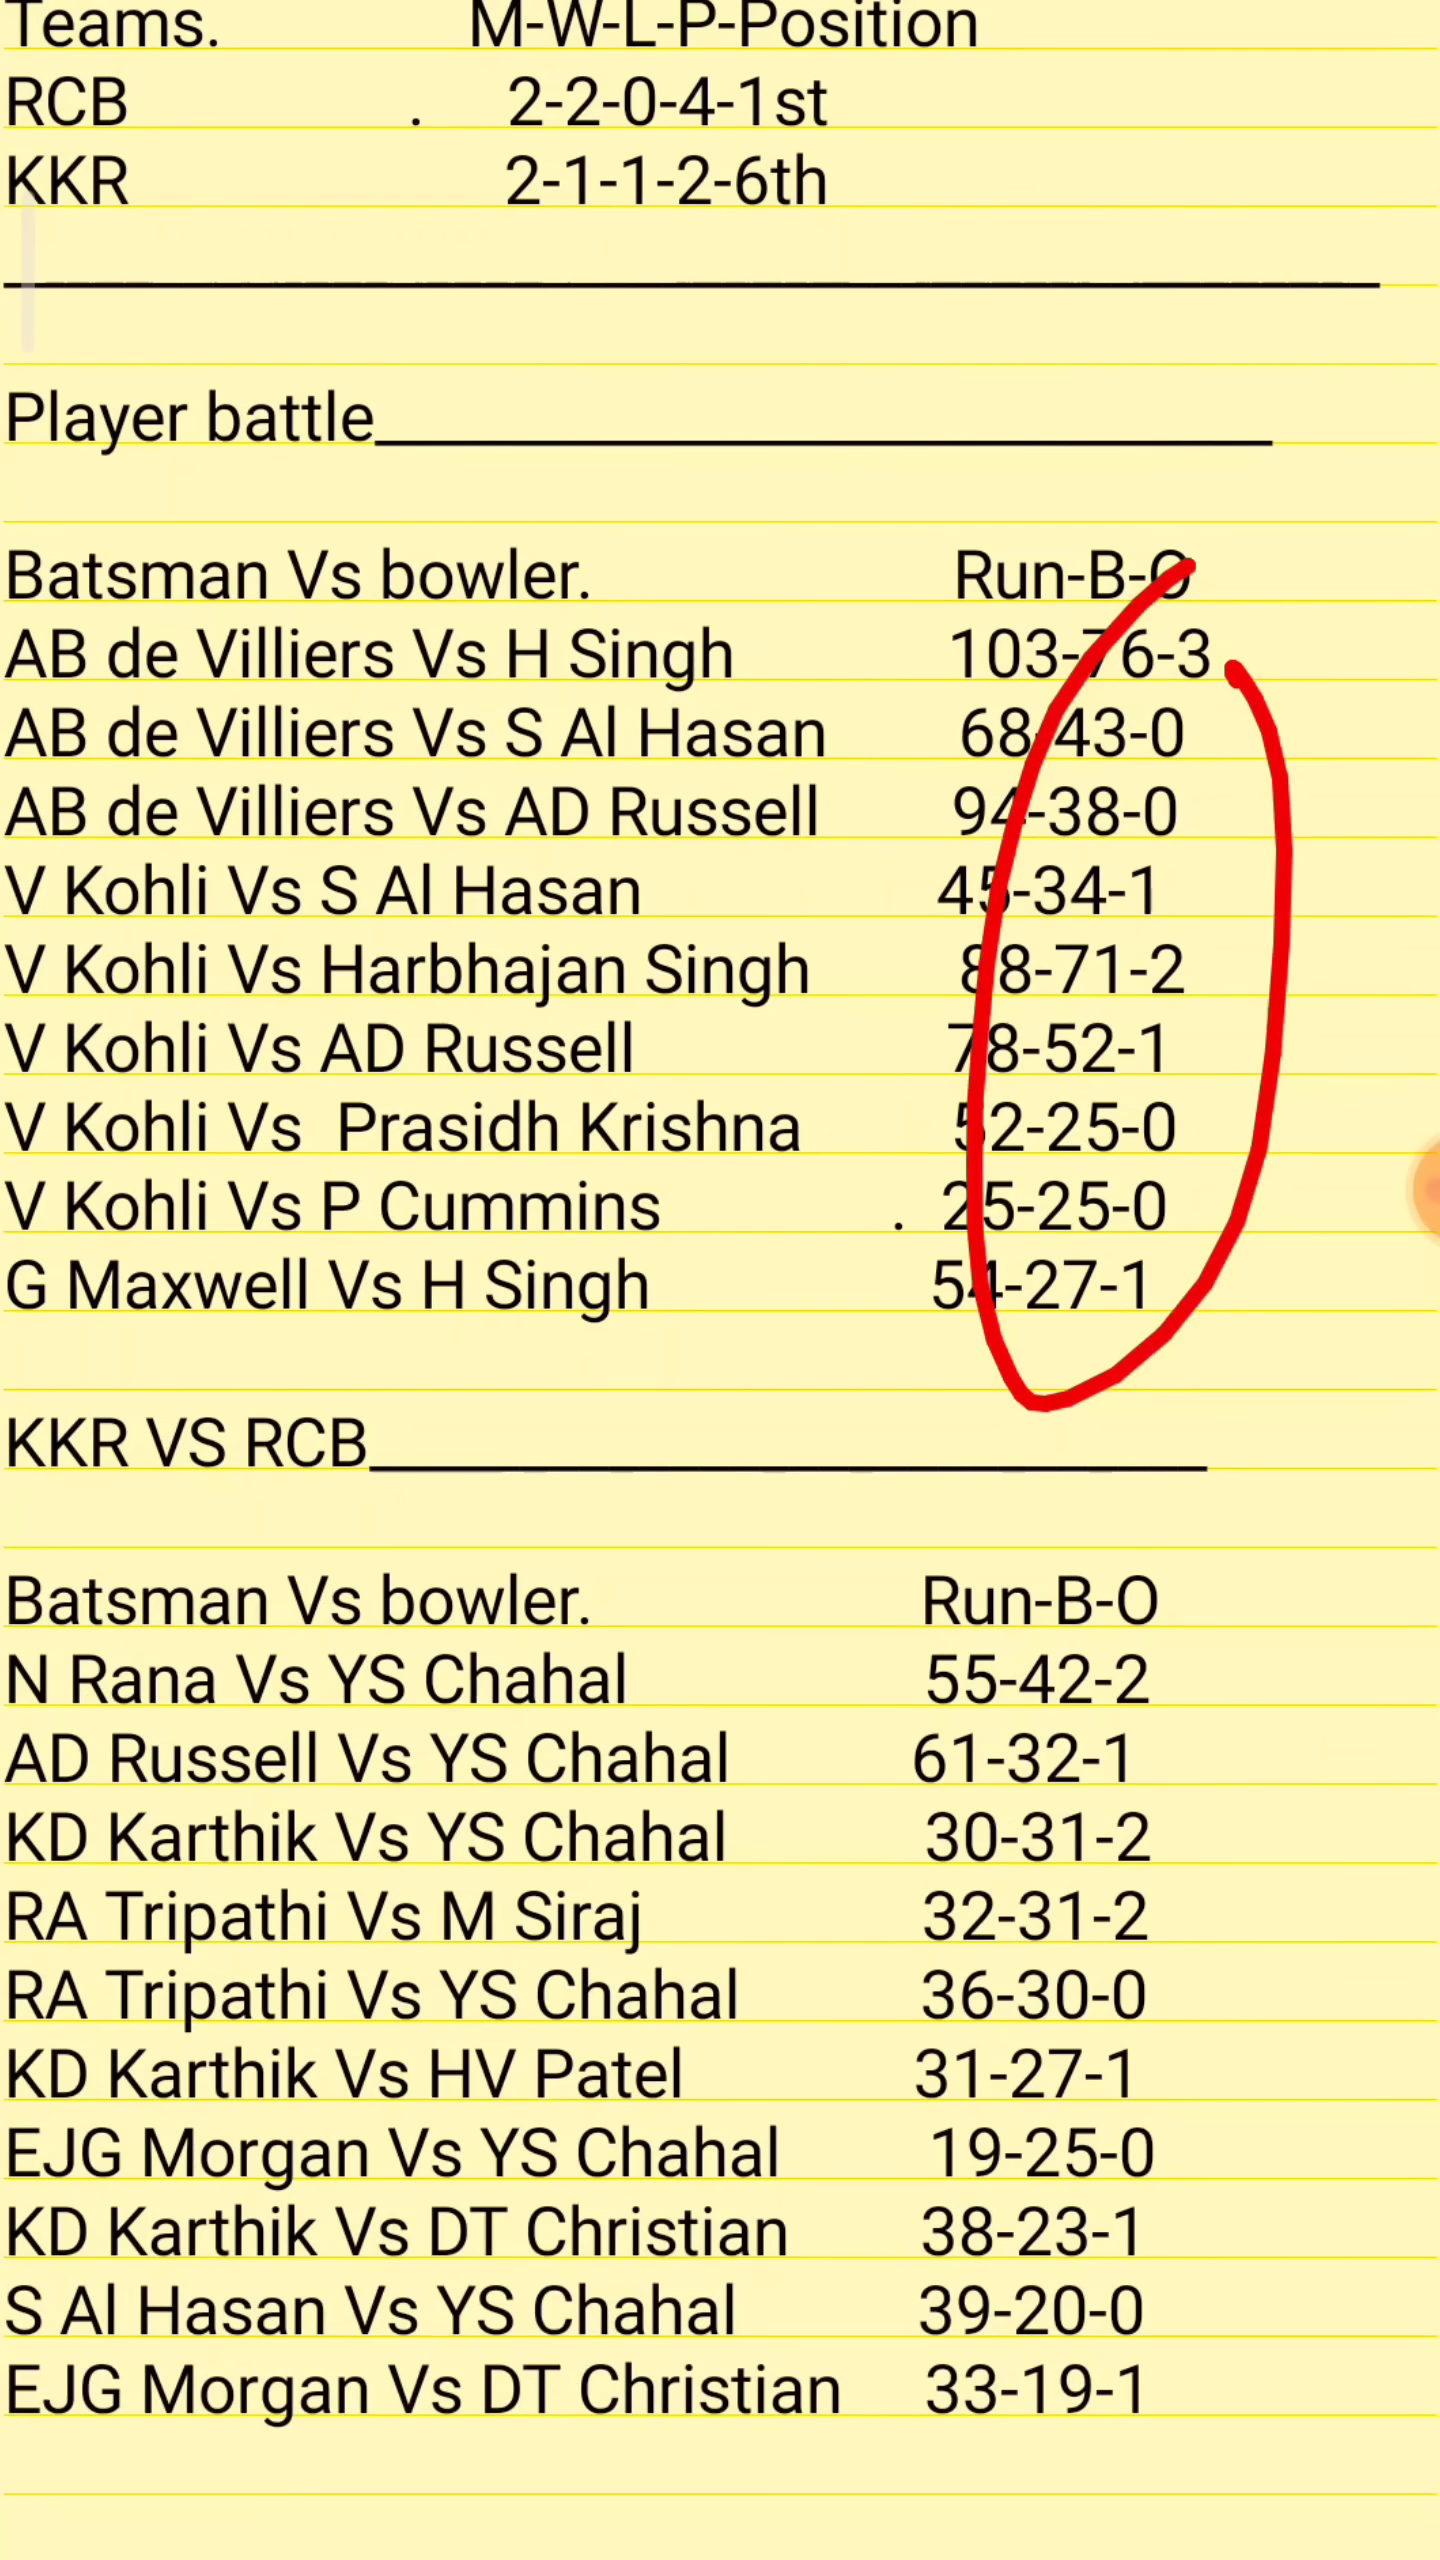 Teams. M-W-L-P-Position
RCB . 2-2-0-4-1st
KKR 2-1-1-2-6th
Player battle
Batsman Vs bowler. Run-B-O
AB de Villiers Vs H Singh 103-76-3
AB de Villiers Vs S Al Hasan 68-43-0
AB de Villiers Vs AD Russell 94-38-0
V Kohli Vs S Al Hasan 45-34-1
V Kohli Vs Harbhajan Singh 88-71-2
V Kohli Vs AD Russell 78-52-1
V Kohli Vs Prasidh Krishna 52-25-0
V Kohli Vs P Cummins . 25-25-0
G Maxwell Vs H Singh 54-27-1
KKR VS RCB
Batsman Vs bowler. Run-B-O
N Rana Vs YS Chahal 55-42-2
AD Russell Vs YS Chahal 61-32-1
KD Karthik Vs YS Chahal 30-31-2
RA Tripathi Vs M Siraj 32-31-2
RA Tripathi Vs YS Chahal 36-30-0
KD Karthik Vs HV Patel 31-27-1
EJG Morgan Vs YS Chahal 19-25-0
KD Karthik Vs DT Christian 38-23-1
S Al Hasan Vs YS Chahal 39-20-0
EJG Morgan Vs DT Christian 33-19-1